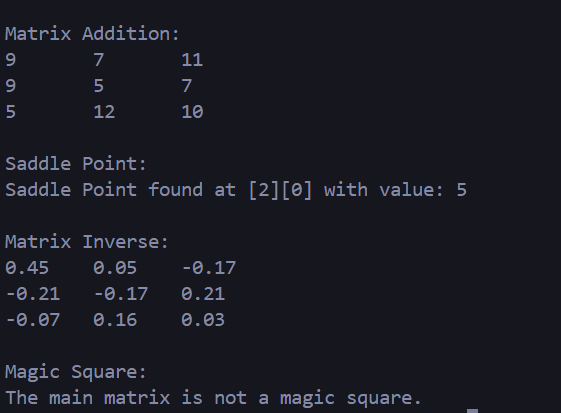 Matrix Addition:
9 7 11
9 5 7
5 12 10
Saddle Point:
Saddle Point found at [2][0] with value: 5
Matrix Inverse:
0.45 0.05 -0.17
-0.21 -0.17 0.21
-0.07 0.16 0.03
Magic Square:
The main matrix is not a magic square.